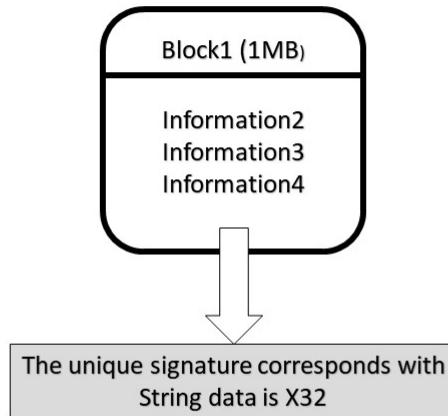 Block1 (1MB)
Information2
Information3
Information4
The unique signature corresponds with
String data is X32